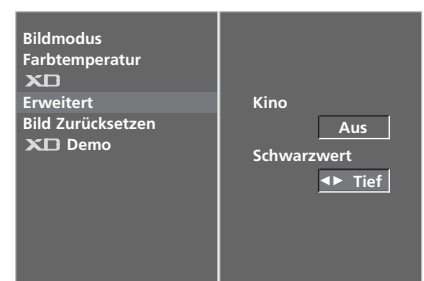 Bildmodus
Farbtemperatur
XD
Erweitert
Bild Zurücksetzen
XD Demo
Kino
Aus
Schwarzwert
◄► Tief